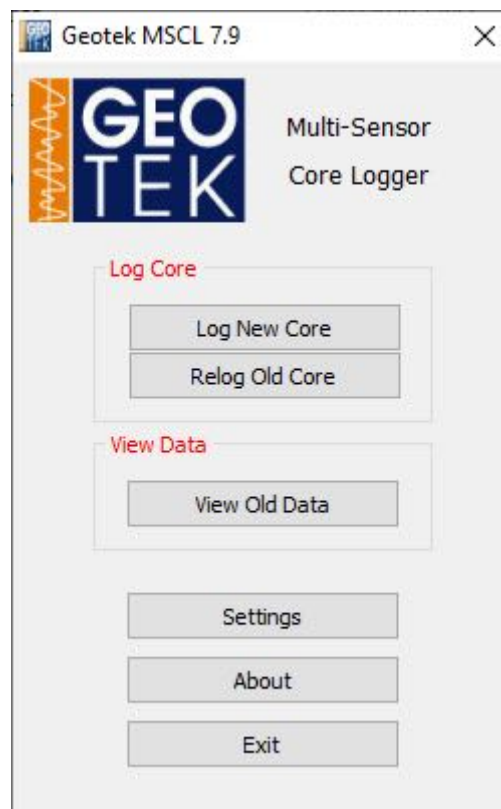 Geotek MSCL 7.9
GEO
TEK
Multi-Sensor
Core Logger
Log Core
Log New Core
Relog Old Core
View Data
View Old Data
Settings
About
Exit